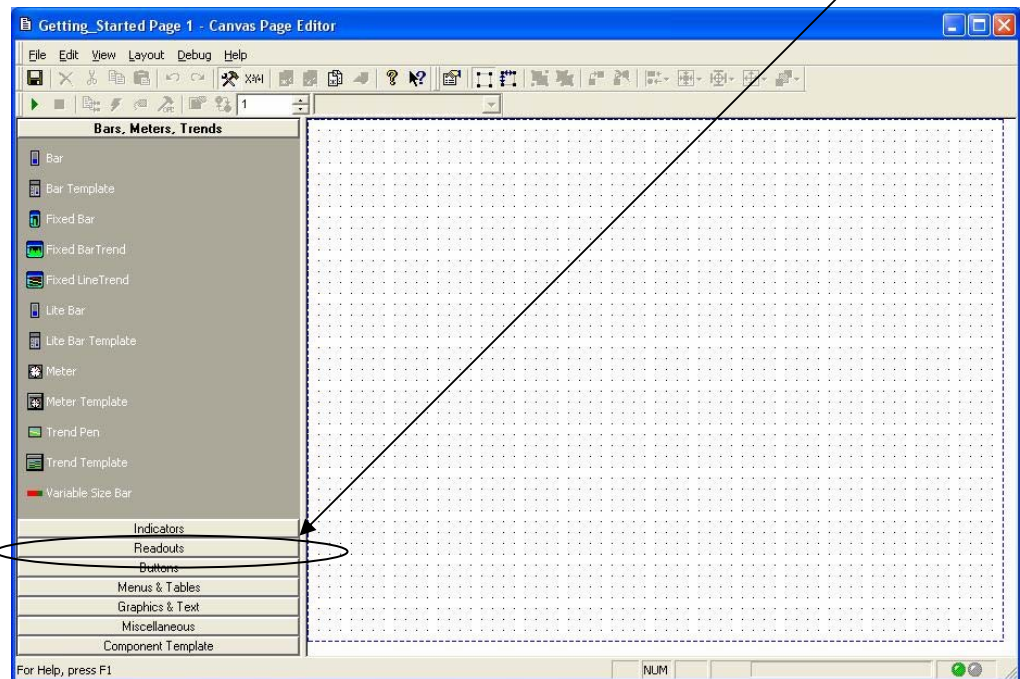 Getting_Started Page 1 - Canvas Page Editor
File Edit View Layout Debug Help
1
Bars, Meters, Trends
Bar
Bar Template
Fixed Bar
Fixed BarTrend
Fixed LineTrend
Lite Bar
Lite Bar Template
Meter
Meter Template
Trend Pen
Trend Template
Variable Size Bar
Indicators
Readouts
Buttons
Menus & Tables
Graphics & Text
Miscellaneous
Component Template
For Help, press F1 NUM